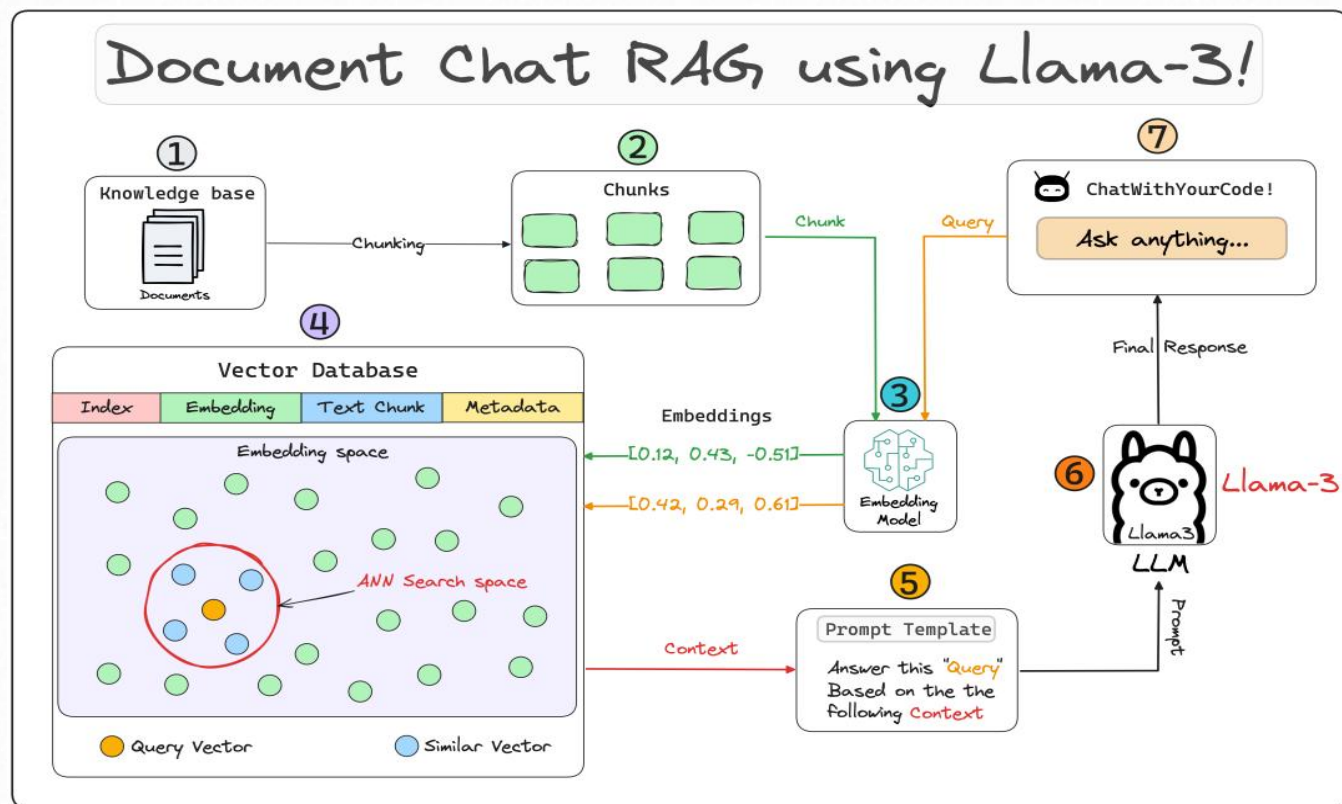 Document Chat RAG using Llama-3!
1
Knowledge base
Documents
Chunking
2
Chunks
Chunk
Query
7
ChatWithYourCode!
Ask anything...
4
Vector Database
Index
Embedding
Text Chunk
Metadata
Embedding space
ANN Search space
Query Vector
Similar Vector
Embeddings
[0.12, 0.43, -0.51]
[0.42, 0.29, 0.61]
3
Embedding
Model
Context
5
Prompt Template
Answer this "Query"
Based on the the
following Context
Prompt
6
Llama3
LLM
Llama-3
Final Response